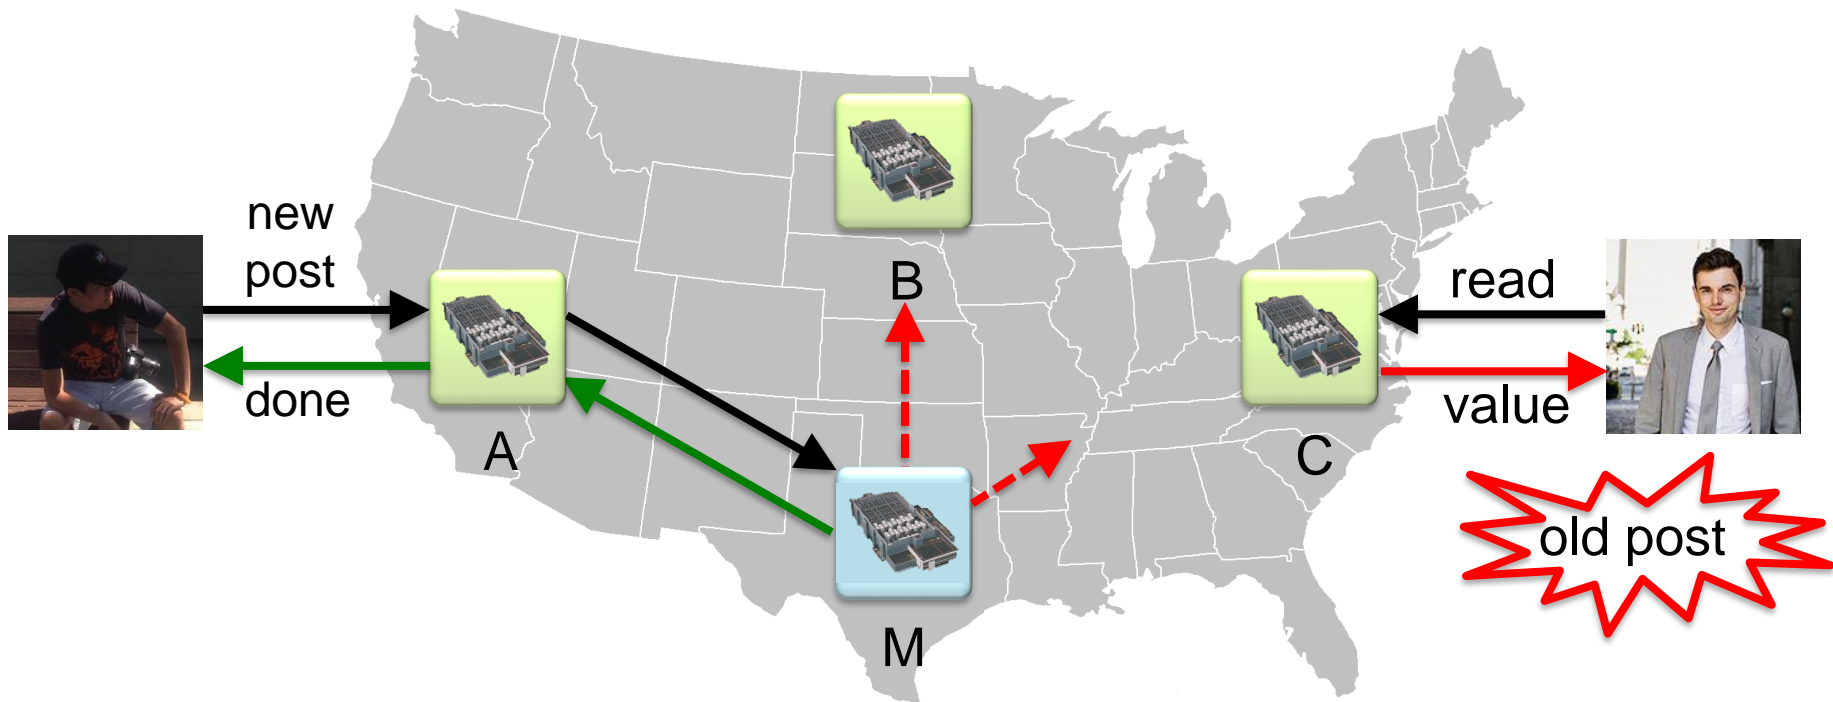 new
post
done
A
B
M
C
read
value
old post